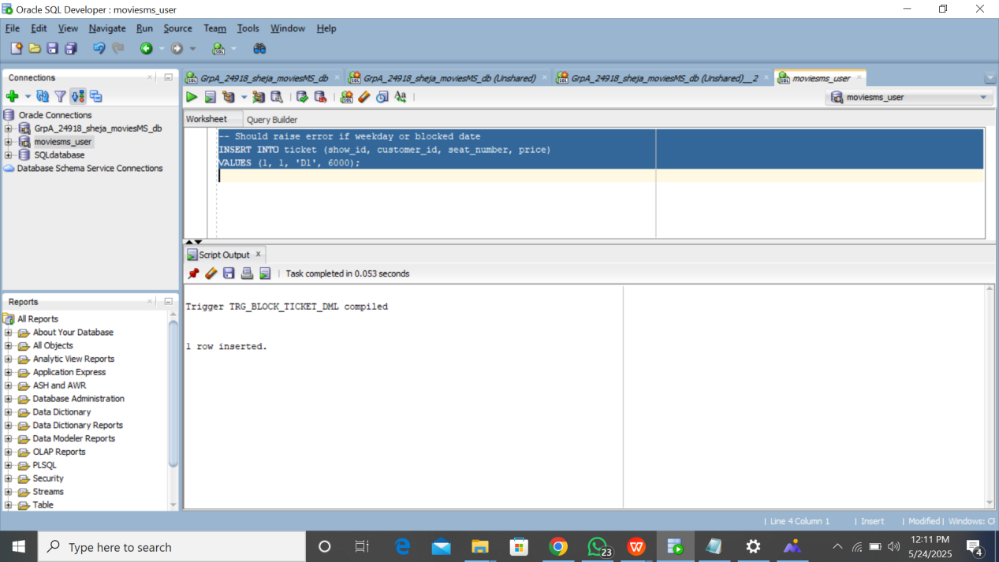 Oracle SQL Developer : moviesms_user
File Edit View Navigate Run Source Team Tools Window Help
Connections
Oracle Connections
GrpA_24918_sheja_moviesMS_db
moviesms_user
SQLdatabase
Database Schema Service Connections
Reports
All Reports
About Your Database
All Objects
Analytic View Reports
Application Express
ASH and AWR
Database Administration
Data Dictionary
Data Dictionary Reports
Data Modeler Reports
OLAP Reports
PLSQL
Security
Streams
Table
GrpA_24918_sheja_moviesMS_db GrpA_24918_sheja_moviesMS_db (Unshared) GrpA_24918_sheja_moviesMS_db (Unshared)__2 moviesms_user
moviesms_user
Worksheet Query Builder
-- Should raise error if weekday or blocked date
INSERT INTO ticket (show_id, customer_id, seat_number, price)
VALUES (1, 1, 'D1', 6000);
Script Output x
Task completed in 0.053 seconds
Trigger TRG_BLOCK_TICKET_DML compiled
1 row inserted.
| Line 4 Column 1 | Insert | Modified | Windows: C
Type here to search
23
12:11 PM
5/24/2025
4